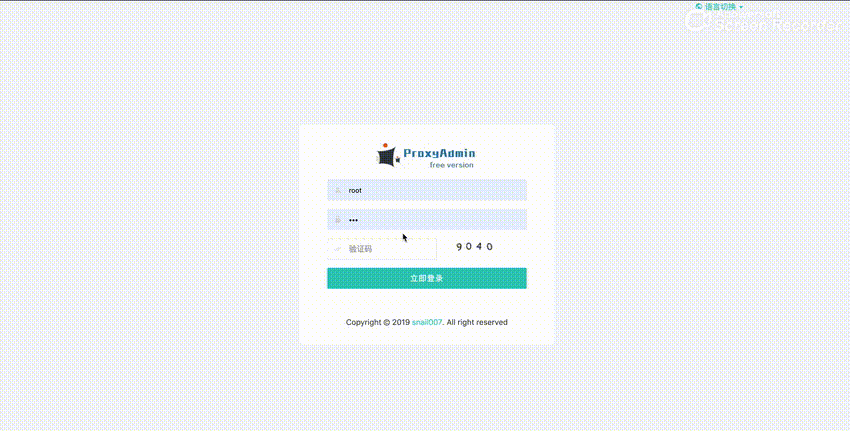 语言切换
Screen Recorder
ProxyAdmin
free version
root
验证码
9040
立即登录
Copyright © 2019 snail007. All right reserved